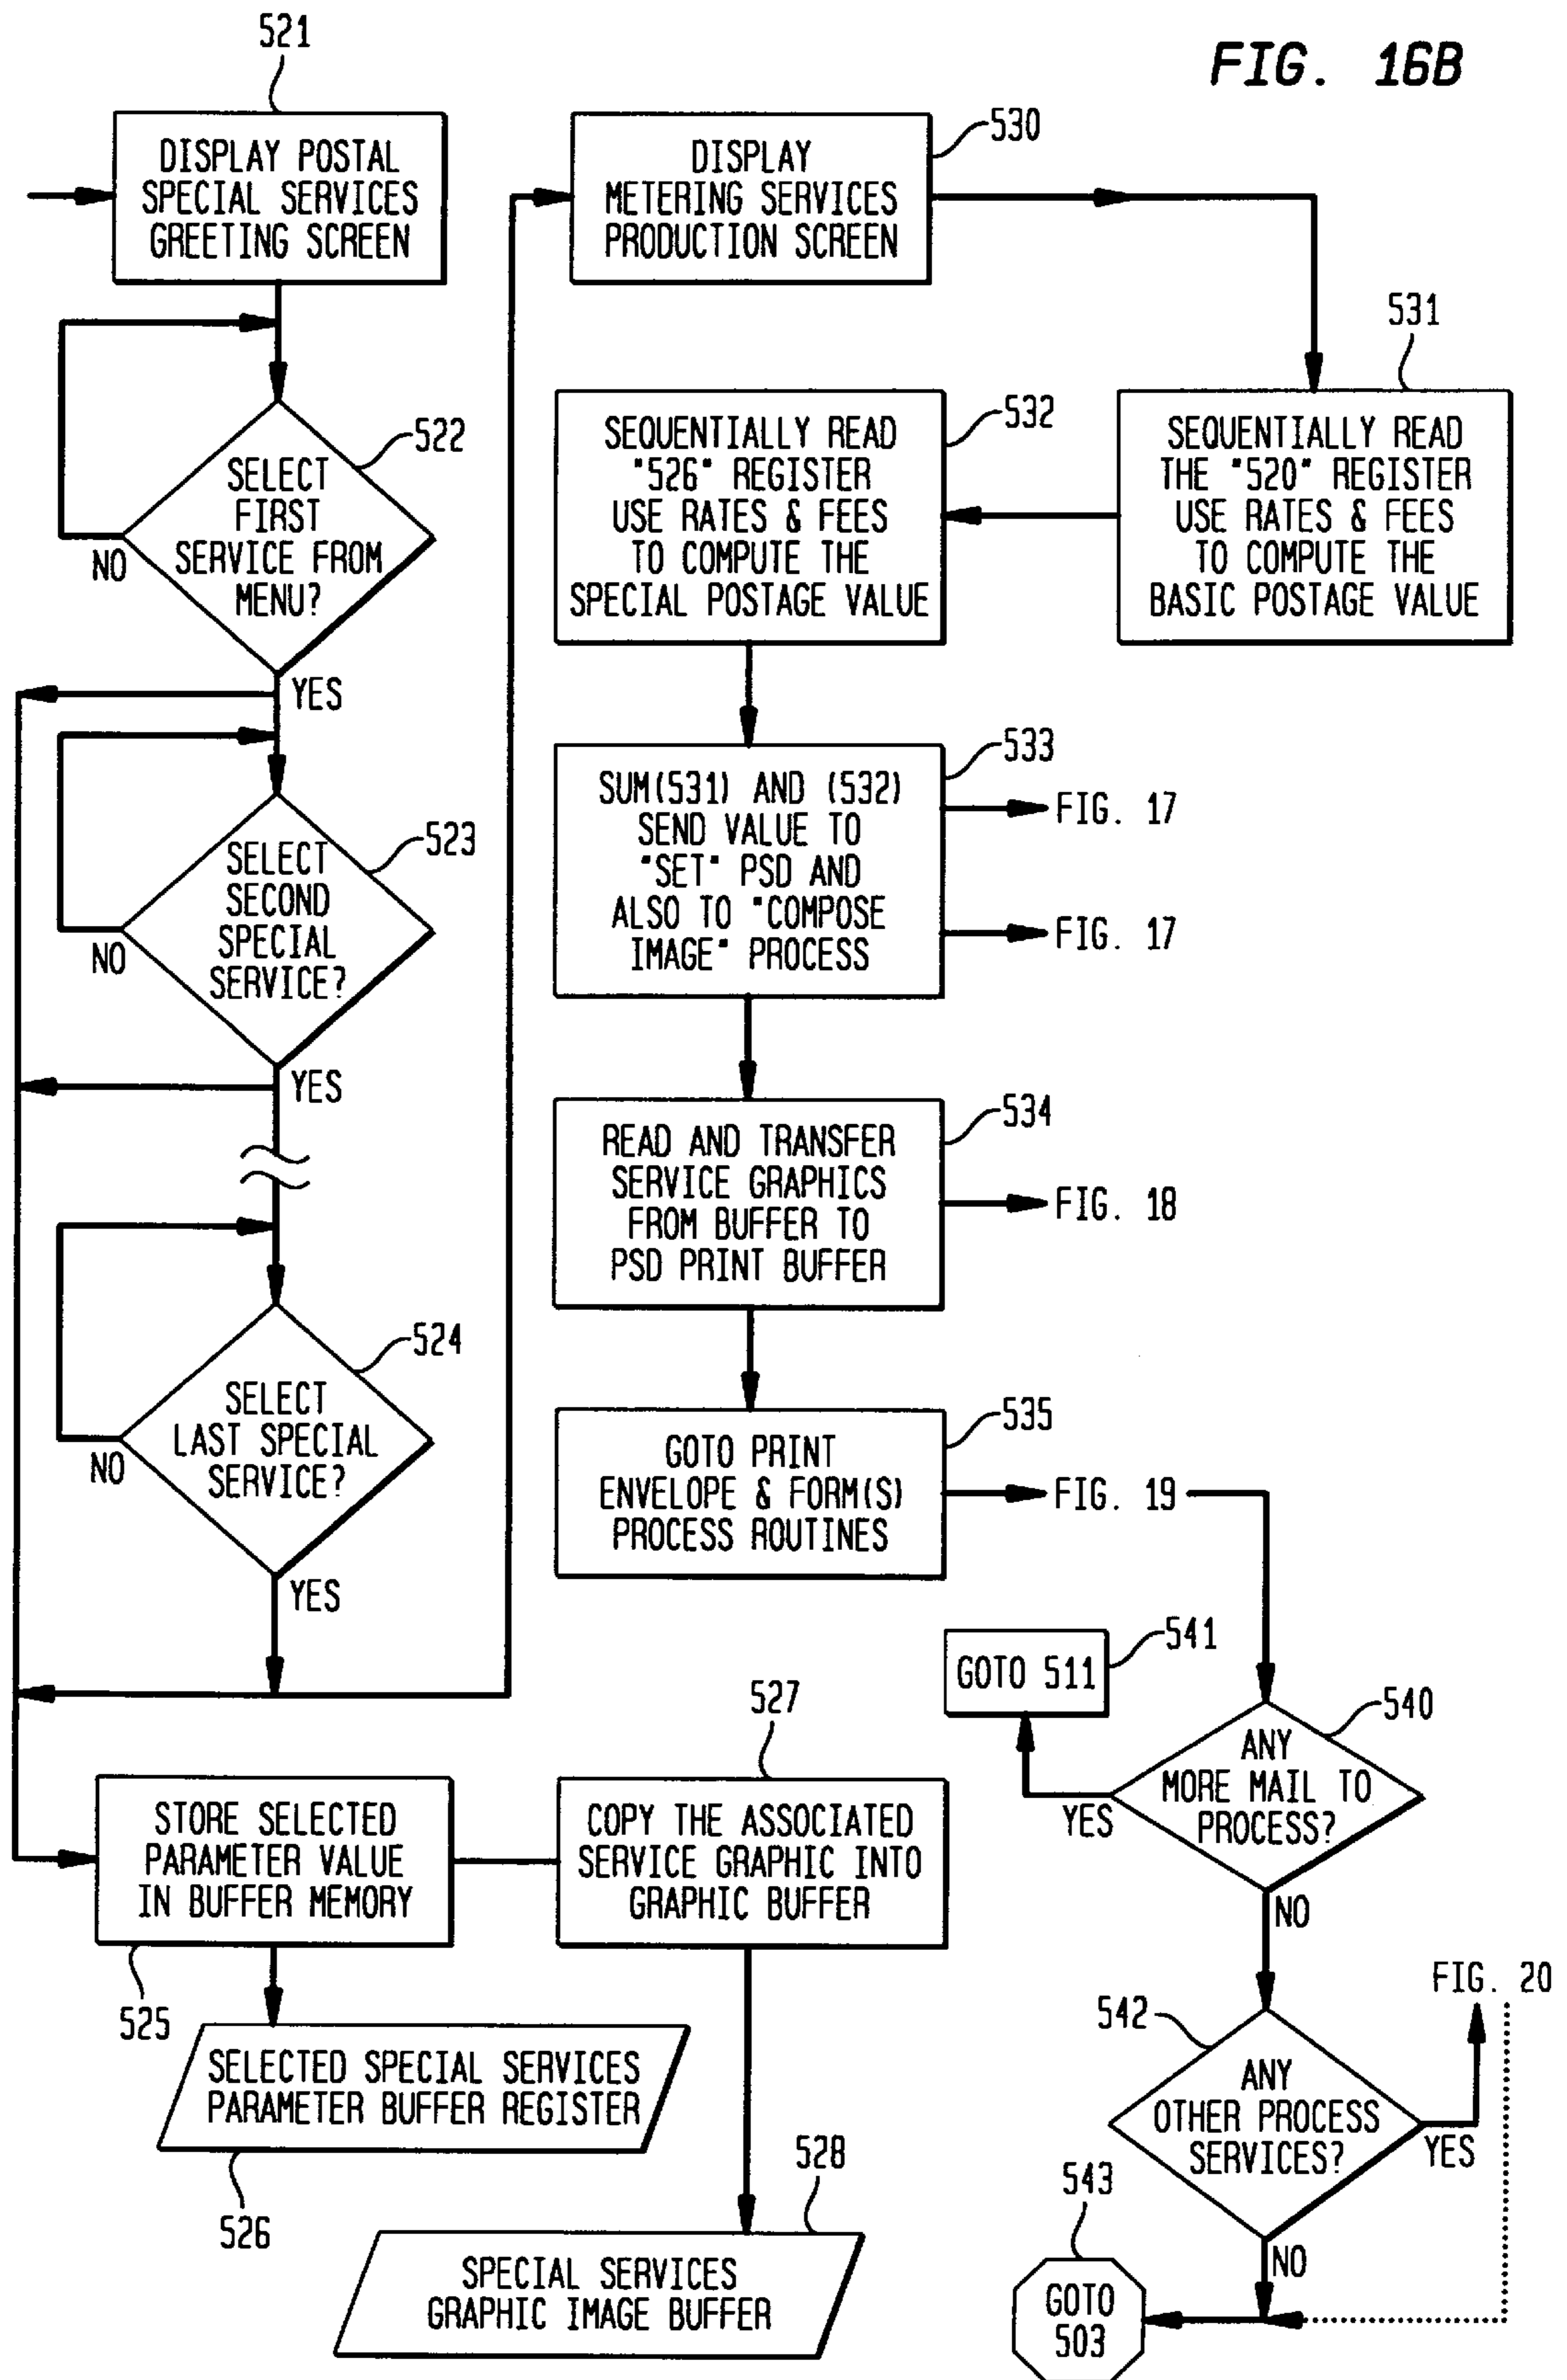 FIG. 16B
521
DISPLAY POSTAL
SPECIAL SERVICES
GREETING SCREEN
522
SELECT
FIRST
SERVICE FROM
MENU?
NO
YES
523
SELECT
SECOND
SPECIAL
SERVICE?
NO
YES
524
SELECT
LAST SPECIAL
SERVICE?
NO
YES
STORE SELECTED
PARAMETER VALUE
IN BUFFER MEMORY
525
SELECTED SPECIAL SERVICES
PARAMETER BUFFER REGISTER
526
527
COPY THE ASSOCIATED
SERVICE GRAPHIC INTO
GRAPHIC BUFFER
528
SPECIAL SERVICES
GRAPHIC IMAGE BUFFER
530
DISPLAY
METERING SERVICES
PRODUCTION SCREEN
531
SEQUENTIALLY READ
THE "520" REGISTER
USE RATES & FEES
TO COMPUTE THE
BASIC POSTAGE VALUE
532
SEQUENTIALLY READ
"526" REGISTER
USE RATES & FEES
TO COMPUTE THE
SPECIAL POSTAGE VALUE
533
SUM(531) AND (532)
SEND VALUE TO
"SET" PSD AND
ALSO TO "COMPOSE
IMAGE" PROCESS
FIG. 17
FIG. 17
534
READ AND TRANSFER
SERVICE GRAPHICS
FROM BUFFER TO
PSD PRINT BUFFER
FIG. 18
535
GOTO PRINT
ENVELOPE & FORM(S)
PROCESS ROUTINES
FIG. 19
541
GOTO 511
540
ANY
MORE MAIL TO
PROCESS?
YES
NO
542
ANY
OTHER PROCESS
SERVICES?
YES
FIG. 20
NO
543
GOTO
503